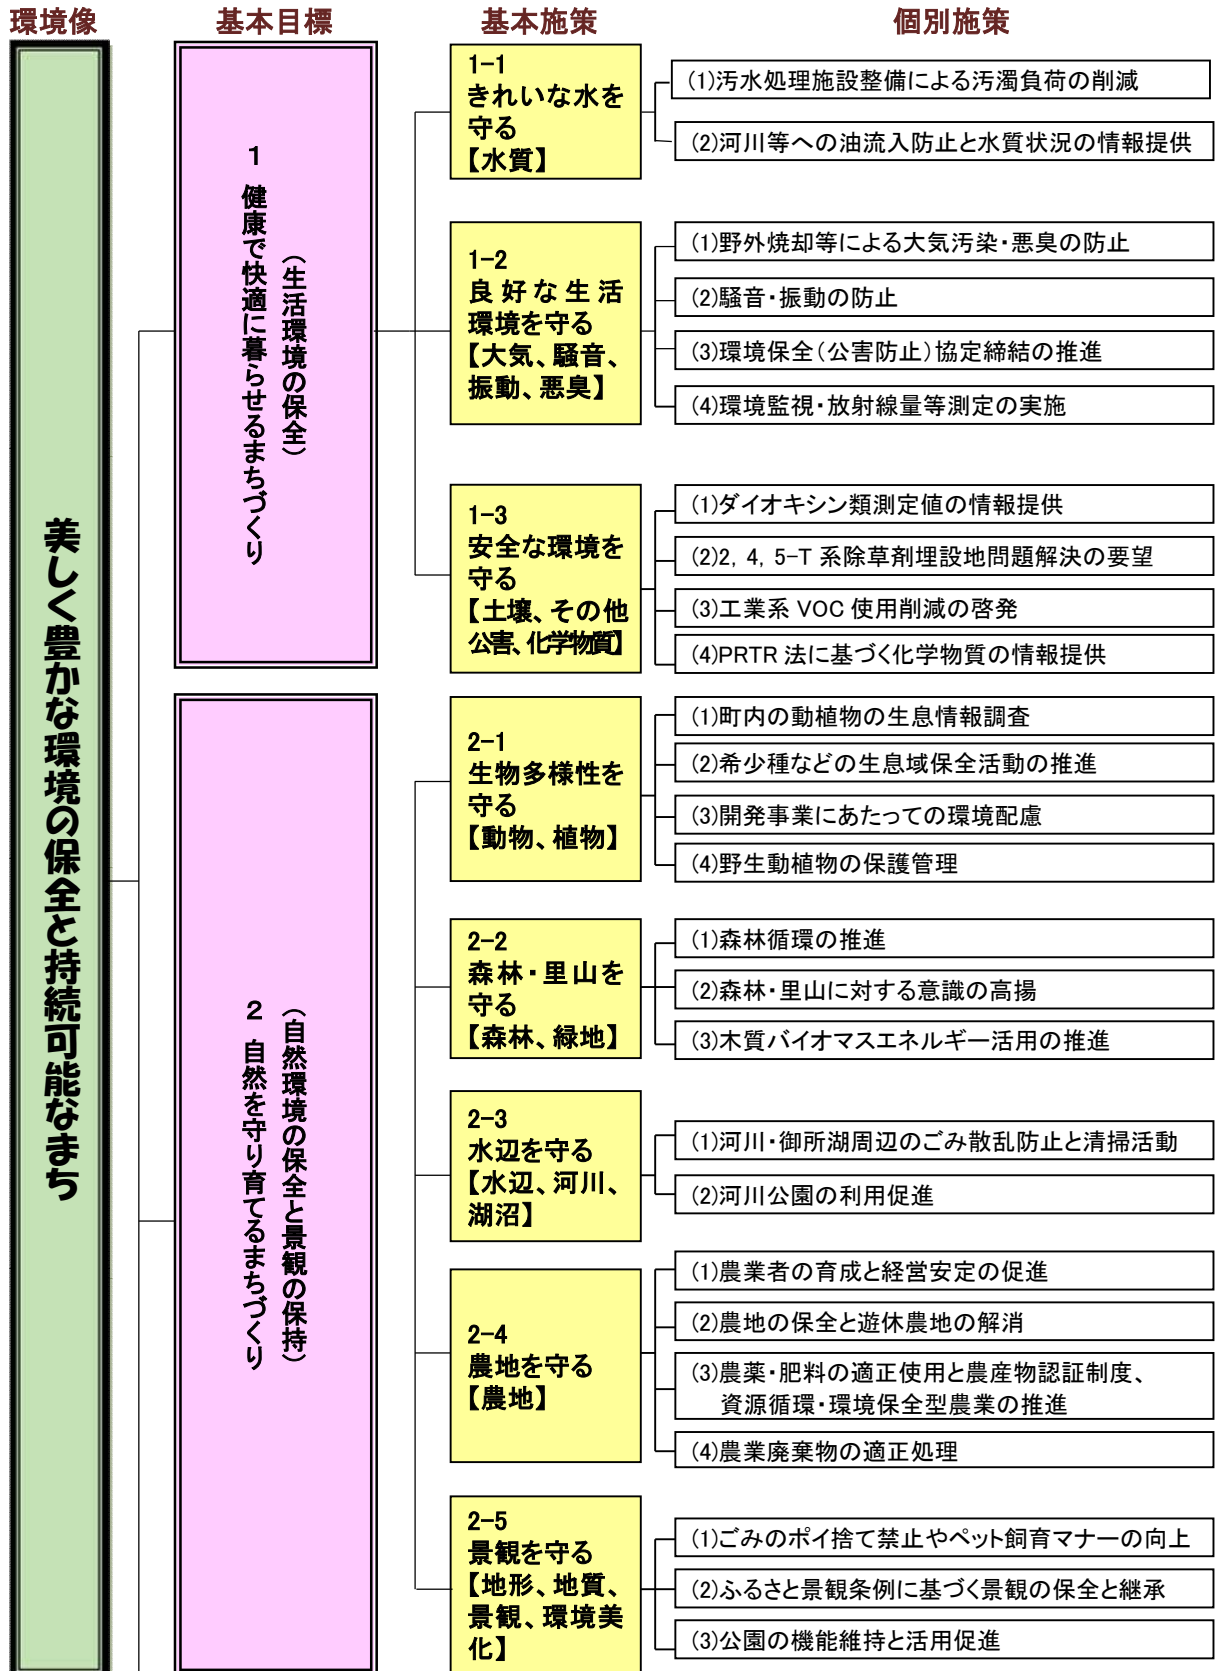 環境像
基本目標
基本施策
個別施策
美しく豊かな環境の保全と持続可能なまち
1 健康で快適に暮らせるまちづくり
（生活環境の保全）
1-1
きれいな水を
守る
【水質】
(1)汚水処理施設整備による汚濁負荷の削減
(2)河川等への油流入防止と水質状況の情報提供
1-2
良好な生活
環境を守る
【大気、騒音、
振動、悪臭】
(1)野外焼却等による大気汚染・悪臭の防止
(2)騒音・振動の防止
(3)環境保全(公害防止)協定締結の推進
(4)環境監視・放射線量等測定の実施
1-3
安全な環境を
守る
【土壌、その他
公害、化学物質】
(1)ダイオキシン類測定値の情報提供
(2)2, 4, 5-T 系除草剤埋設地問題解決の要望
(3)工業系 VOC 使用削減の啓発
(4)PRTR 法に基づく化学物質の情報提供
2 自然を守り育てるまちづくり
（自然環境の保全と景観の保持）
2-1
生物多様性を
守る
【動物、植物】
(1)町内の動植物の生息情報調査
(2)希少種などの生息域保全活動の推進
(3)開発事業にあたっての環境配慮
(4)野生動植物の保護管理
2-2
森林・里山を
守る
【森林、緑地】
(1)森林循環の推進
(2)森林・里山に対する意識の高揚
(3)木質バイオマスエネルギー活用の推進
2-3
水辺を守る
【水辺、河川、
湖沼】
(1)河川・御所湖周辺のごみ散乱防止と清掃活動
(2)河川公園の利用促進
2-4
農地を守る
【農地】
(1)農業者の育成と経営安定の促進
(2)農地の保全と遊休農地の解消
(3)農薬・肥料の適正使用と農産物認証制度、
資源循環・環境保全型農業の推進
(4)農業廃棄物の適正処理
2-5
景観を守る
【地形、地質、
景観、環境美
化】
(1)ごみのポイ捨て禁止やペット飼育マナーの向上
(2)ふるさと景観条例に基づく景観の保全と継承
(3)公園の機能維持と活用促進